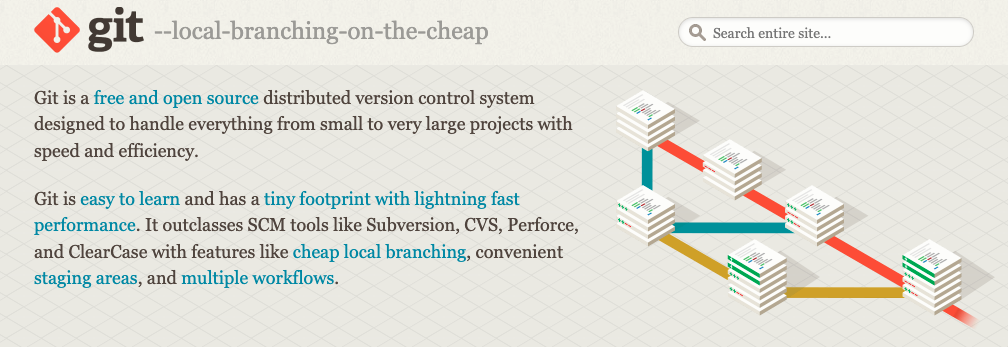 git --local-branching-on-the-cheap
Search entire site...
Git is a free and open source distributed version control system
designed to handle everything from small to very large projects with
speed and efficiency.
Git is easy to learn and has a tiny footprint with lightning fast
performance. It outclasses SCM tools like Subversion, CVS, Perforce,
and ClearCase with features like cheap local branching, convenient
staging areas, and multiple workflows.